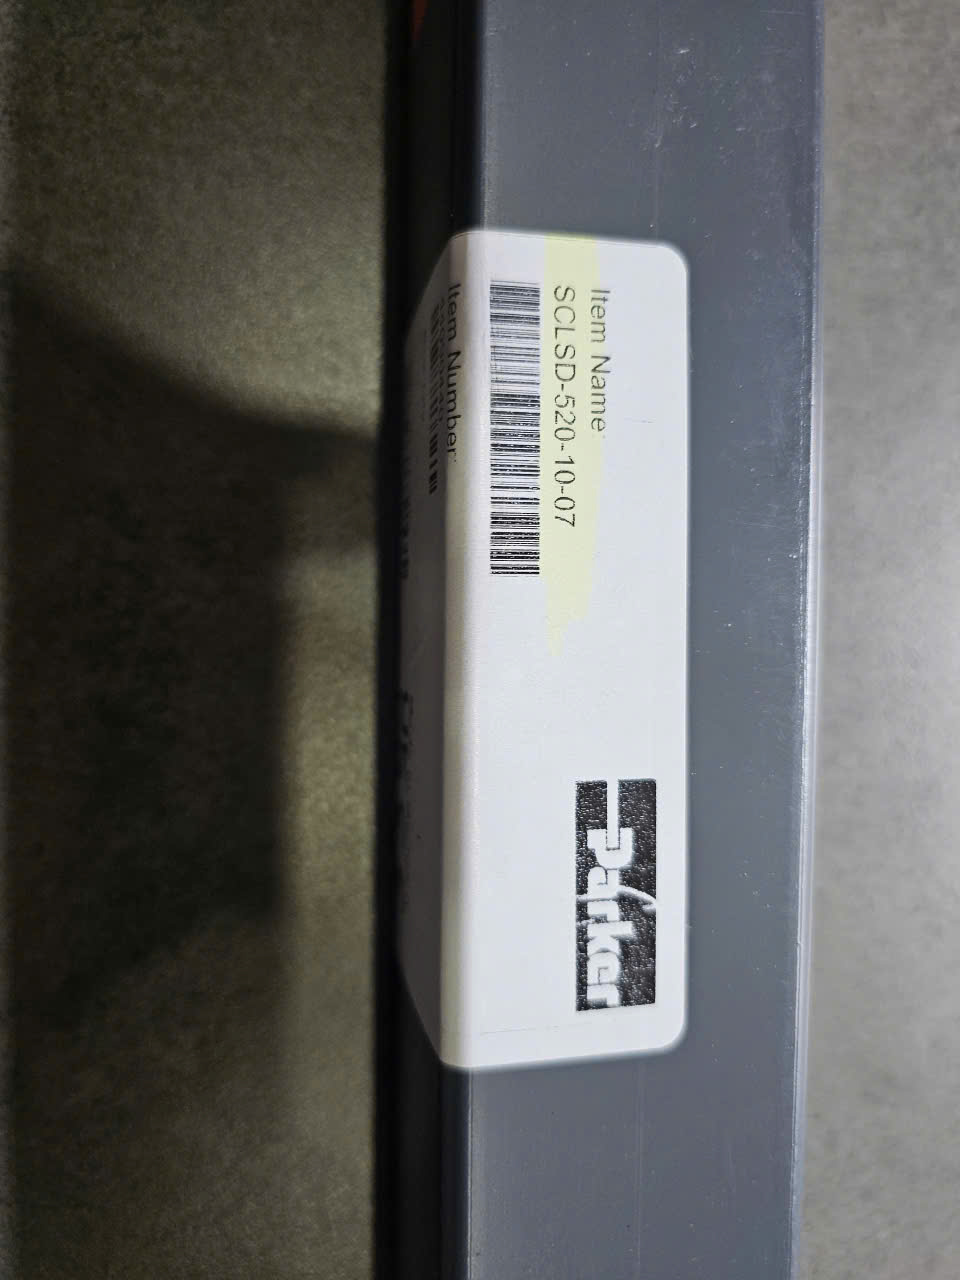 Item Name:
SCLSD-520-10-07
Item Number:
Parker